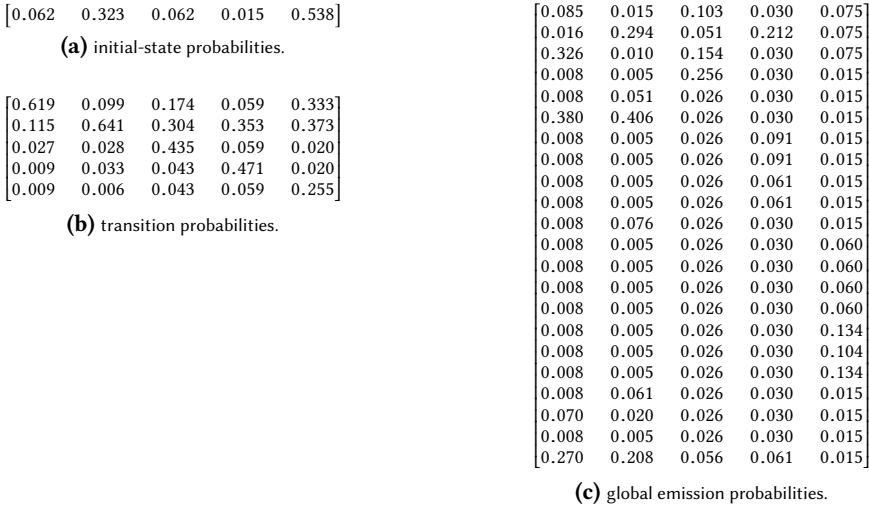 [0.062 0.323 0.062 0.015 0.538]
(a) initial-state probabilities.
[0.619 0.099 0.174 0.059 0.333
0.115 0.641 0.304 0.353 0.373
0.027 0.028 0.435 0.059 0.020
0.009 0.033 0.043 0.471 0.020
0.009 0.006 0.043 0.059 0.255]
(b) transition probabilities.
[0.085 0.015 0.103 0.030 0.075
0.016 0.294 0.051 0.212 0.075
0.326 0.010 0.154 0.030 0.075
0.008 0.005 0.256 0.030 0.015
0.008 0.051 0.026 0.030 0.015
0.380 0.406 0.026 0.030 0.015
0.008 0.005 0.026 0.091 0.015
0.008 0.005 0.026 0.091 0.015
0.008 0.005 0.026 0.061 0.015
0.008 0.005 0.026 0.061 0.015
0.008 0.076 0.026 0.030 0.015
0.008 0.005 0.026 0.030 0.060
0.008 0.005 0.026 0.030 0.060
0.008 0.005 0.026 0.030 0.060
0.008 0.005 0.026 0.030 0.060
0.008 0.005 0.026 0.030 0.134
0.008 0.005 0.026 0.030 0.104
0.008 0.005 0.026 0.030 0.134
0.008 0.061 0.026 0.030 0.015
0.070 0.020 0.026 0.030 0.015
0.008 0.005 0.026 0.030 0.015
0.270 0.208 0.056 0.061 0.015]
(c) global emission probabilities.